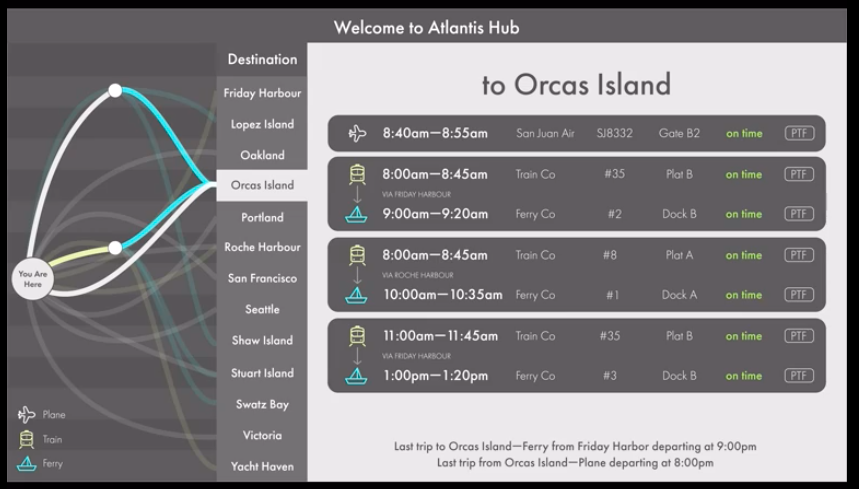 Welcome to Atlantis Hub
Destination
Friday Harbour
Lopez Island
Oakland
Orcas Island
Portland
Roche Harbour
San Francisco
Seattle
Shaw Island
Stuart Island
Swatz Bay
Victoria
Yacht Haven
You Are
Here
Plane
Train
Ferry
to Orcas Island
8:40am—8:55am San Juan Air SJ8332 Gate B2 on time PTF
8:00am—8:45am Train Co #35 Plat B on time PTF
VIA FRIDAY HARBOUR
9:00am—9:20am Ferry Co #2 Dock B on time PTF
8:00am—8:45am Train Co #8 Plat A on time PTF
VIA ROCHE HARBOUR
10:00am—10:35am Ferry Co #1 Dock A on time PTF
11:00am—11:45am Train Co #35 Plat B on time PTF
VIA FRIDAY HARBOUR
1:00pm—1:20pm Ferry Co #3 Dock B on time PTF
Last trip to Orcas Island—Ferry from Friday Harbor departing at 9:00pm
Last trip from Orcas Island—Plane departing at 8:00pm